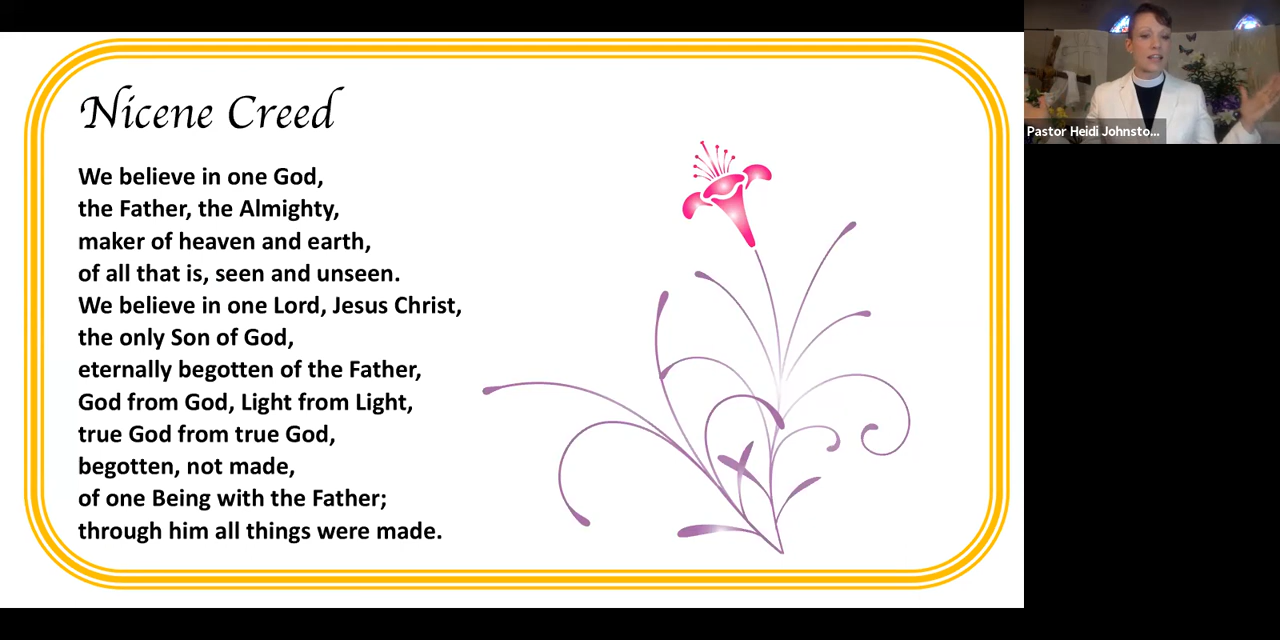 Nicene Creed
We believe in one God,
the Father, the Almighty,
maker of heaven and earth,
of all that is, seen and unseen.
We believe in one Lord, Jesus Christ,
the only Son of God,
eternally begotten of the Father,
God from God, Light from Light,
true God from true God,
begotten, not made,
of one Being with the Father;
through him all things were made.
Pastor Heidi Johnsto...